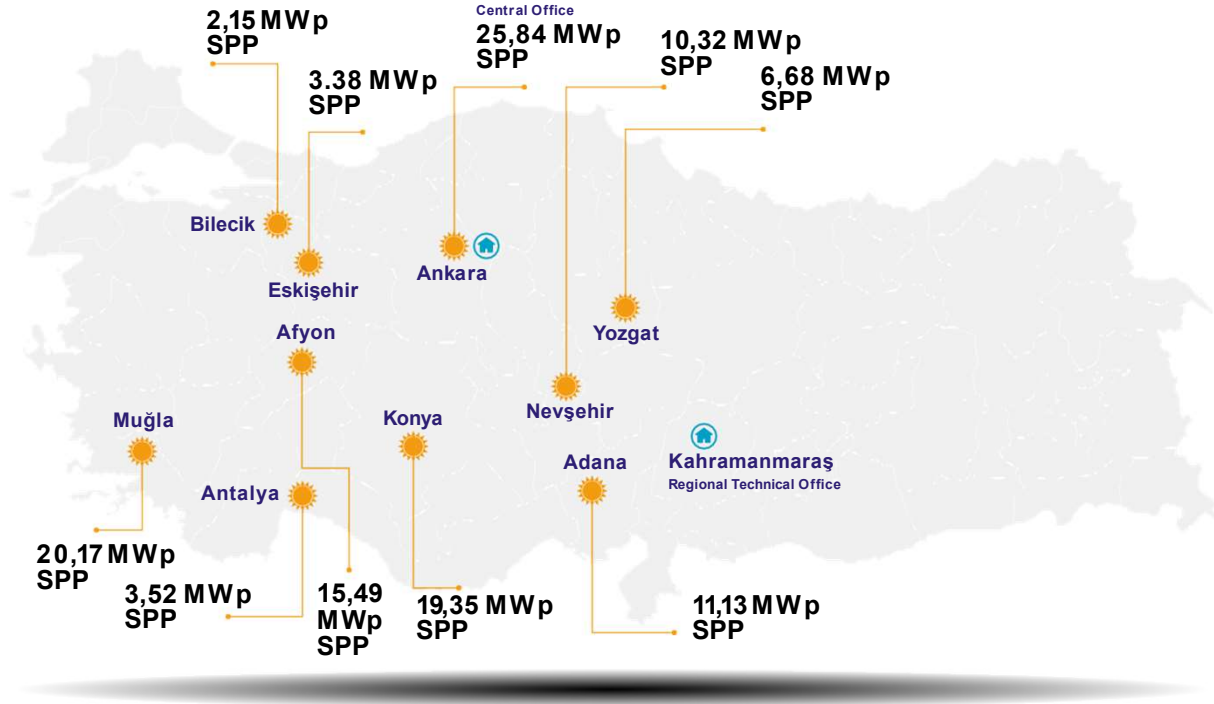 2,15 MWp
SPP
3.38 MWp
SPP
Central Office
25,84 MWp
SPP
10,32 MWp
SPP
6,68 MWp
SPP
Bilecik
Eskişehir
Ankara
Afyon
Yozgat
Muğla
Konya
Nevşehir
Antalya
Adana
Kahramanmaraş
Regional Technical Office
20,17 MWp
SPP
3,52 MWp
SPP
15,49
MWp
SPP
19,35 MWp
SPP
11,13 MWp
SPP